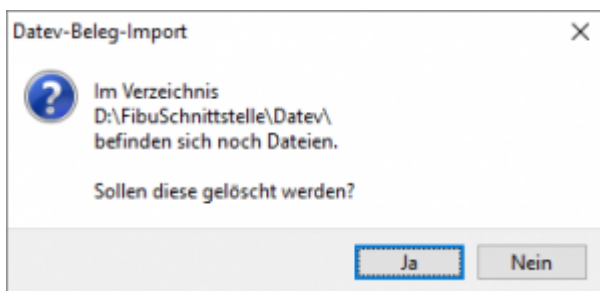 Datev-Beleg-Import
Im Verzeichnis
D:\FibuSchnittstelle\Datev\
befinden sich noch Dateien.
Sollen diese gelöscht werden?
Ja
Nein